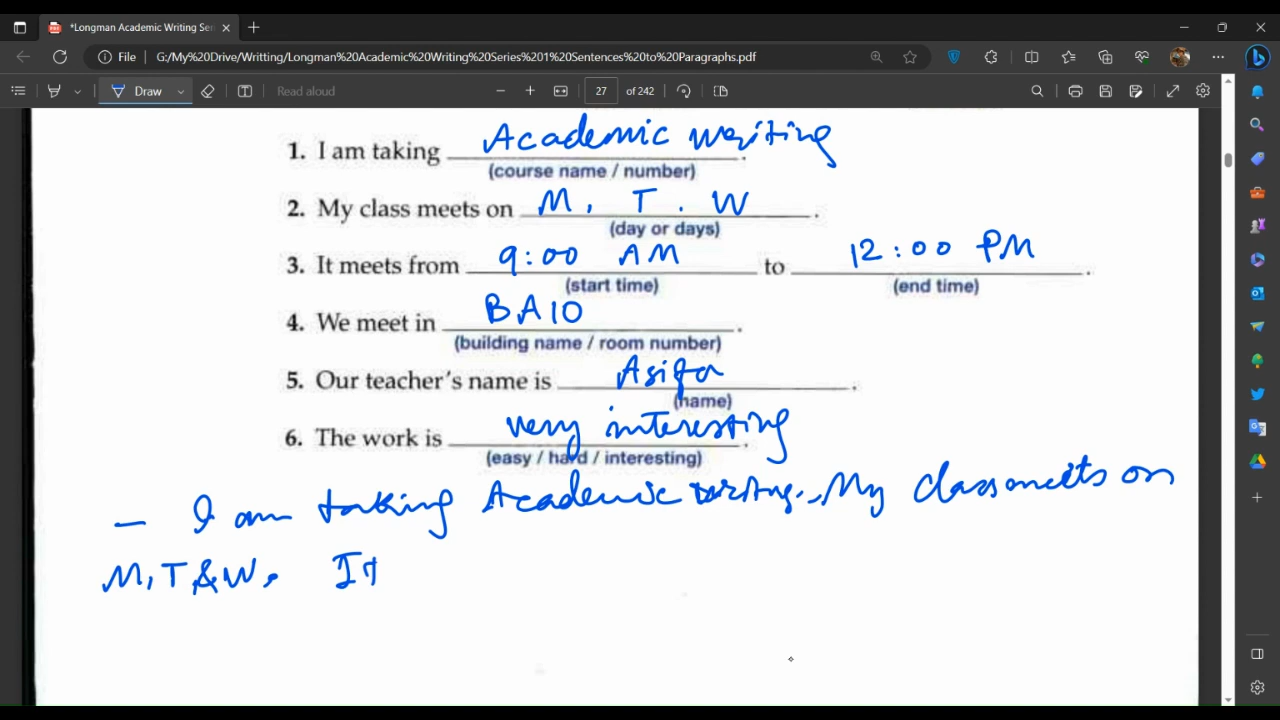 *Longman Academic Writing Ser
File G:/My%20Drive/Writting/Longman%20Academic%20Writing%20Series%201%20Sentences%20to%20Paragraphs.pdf
Draw Read aloud 27 of 242
1. I am taking Academic writing.
(course name / number)
2. My class meets on M, T. W.
(day or days)
3. It meets from 9:00 AM to 12:00 PM.
(start time) (end time)
4. We meet in BA10.
(building name / room number)
5. Our teacher's name is Asifa.
(name)
6. The work is very interesting.
(easy / hard / interesting)
– I am taking Academic writing. My class meets on
M, T & W. It